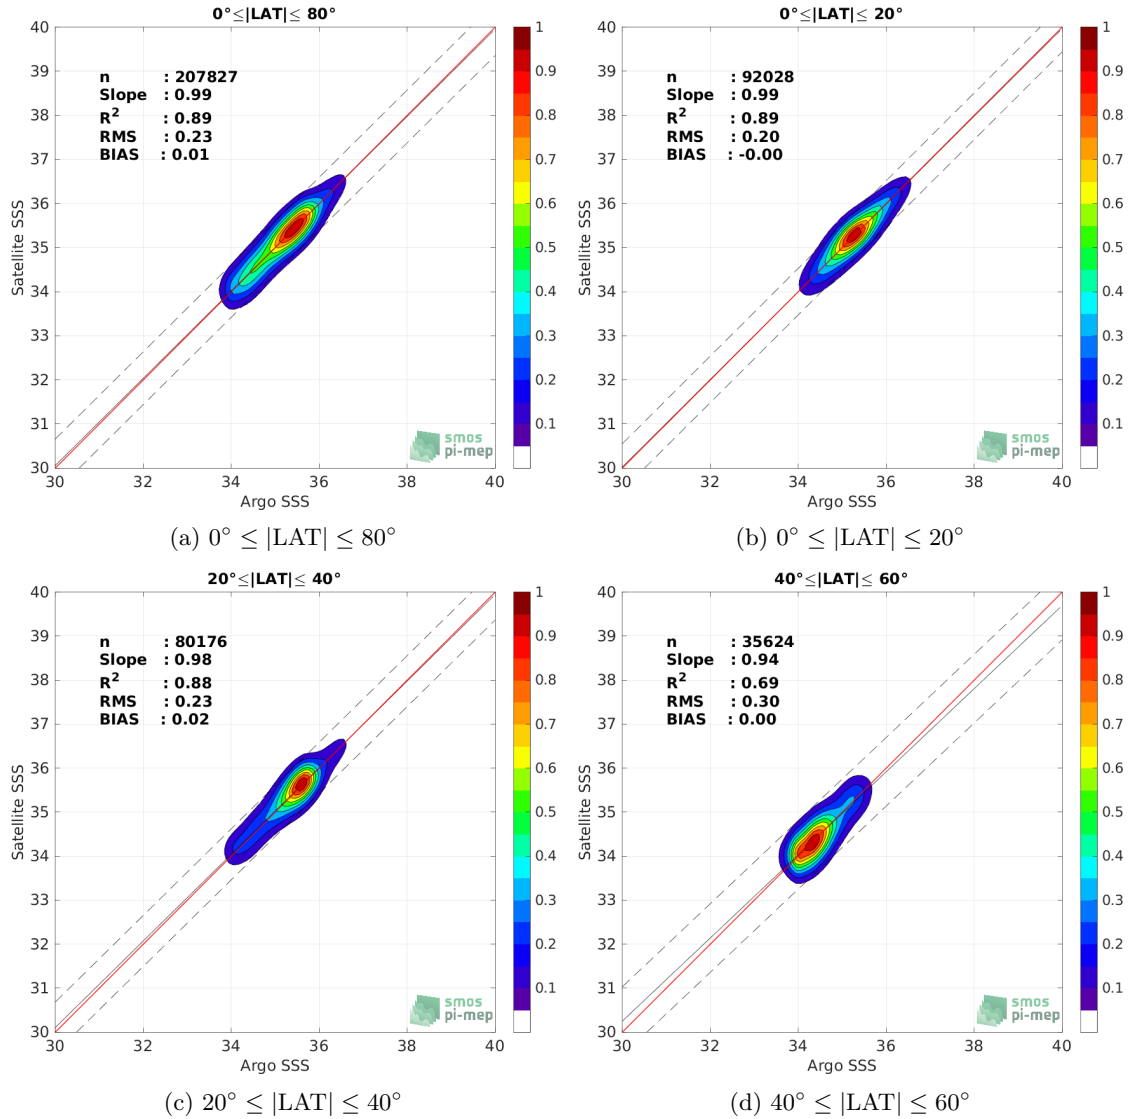 0°≤|LAT|≤ 80°
n : 207827
Slope : 0.99
R² : 0.89
RMS : 0.23
BIAS : 0.01
40
39
38
37
36
35
34
33
32
31
30
30 32 34 36 38 40
Satellite SSS
Argo SSS
1
0.9
0.8
0.7
0.6
0.5
0.4
0.3
0.2
0.1
smos
pi-mep
(a) 0° ≤ |LAT| ≤ 80°
0°≤|LAT|≤ 20°
n : 92028
Slope : 0.99
R² : 0.89
RMS : 0.20
BIAS : -0.00
40
39
38
37
36
35
34
33
32
31
30
30 32 34 36 38 40
Satellite SSS
Argo SSS
1
0.9
0.8
0.7
0.6
0.5
0.4
0.3
0.2
0.1
smos
pi-mep
(b) 0° ≤ |LAT| ≤ 20°
20°≤|LAT|≤ 40°
n : 80176
Slope : 0.98
R² : 0.88
RMS : 0.23
BIAS : 0.02
40
39
38
37
36
35
34
33
32
31
30
30 32 34 36 38 40
Satellite SSS
Argo SSS
1
0.9
0.8
0.7
0.6
0.5
0.4
0.3
0.2
0.1
smos
pi-mep
(c) 20° ≤ |LAT| ≤ 40°
40°≤|LAT|≤ 60°
n : 35624
Slope : 0.94
R² : 0.69
RMS : 0.30
BIAS : 0.00
40
39
38
37
36
35
34
33
32
31
30
30 32 34 36 38 40
Satellite SSS
Argo SSS
1
0.9
0.8
0.7
0.6
0.5
0.4
0.3
0.2
0.1
smos
pi-mep
(d) 40° ≤ |LAT| ≤ 60°